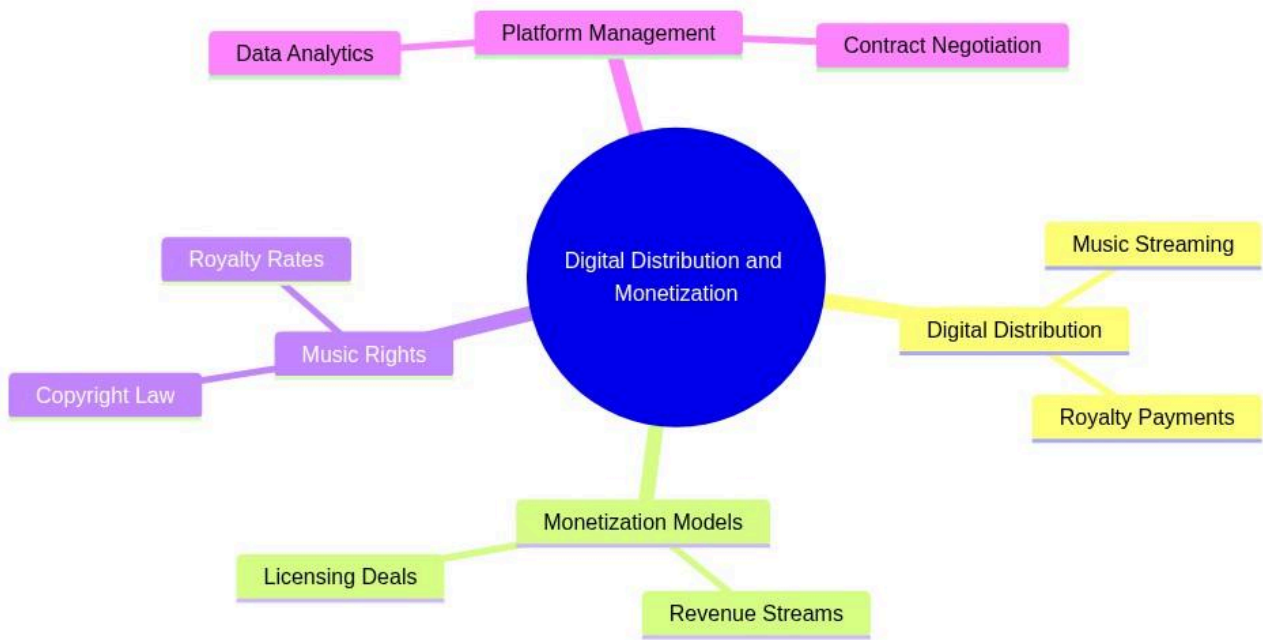 Platform Management
Data Analytics
Contract Negotiation
Digital Distribution and
Monetization
Music Streaming
Digital Distribution
Royalty Payments
Royalty Rates
Music Rights
Copyright Law
Monetization Models
Licensing Deals
Revenue Streams